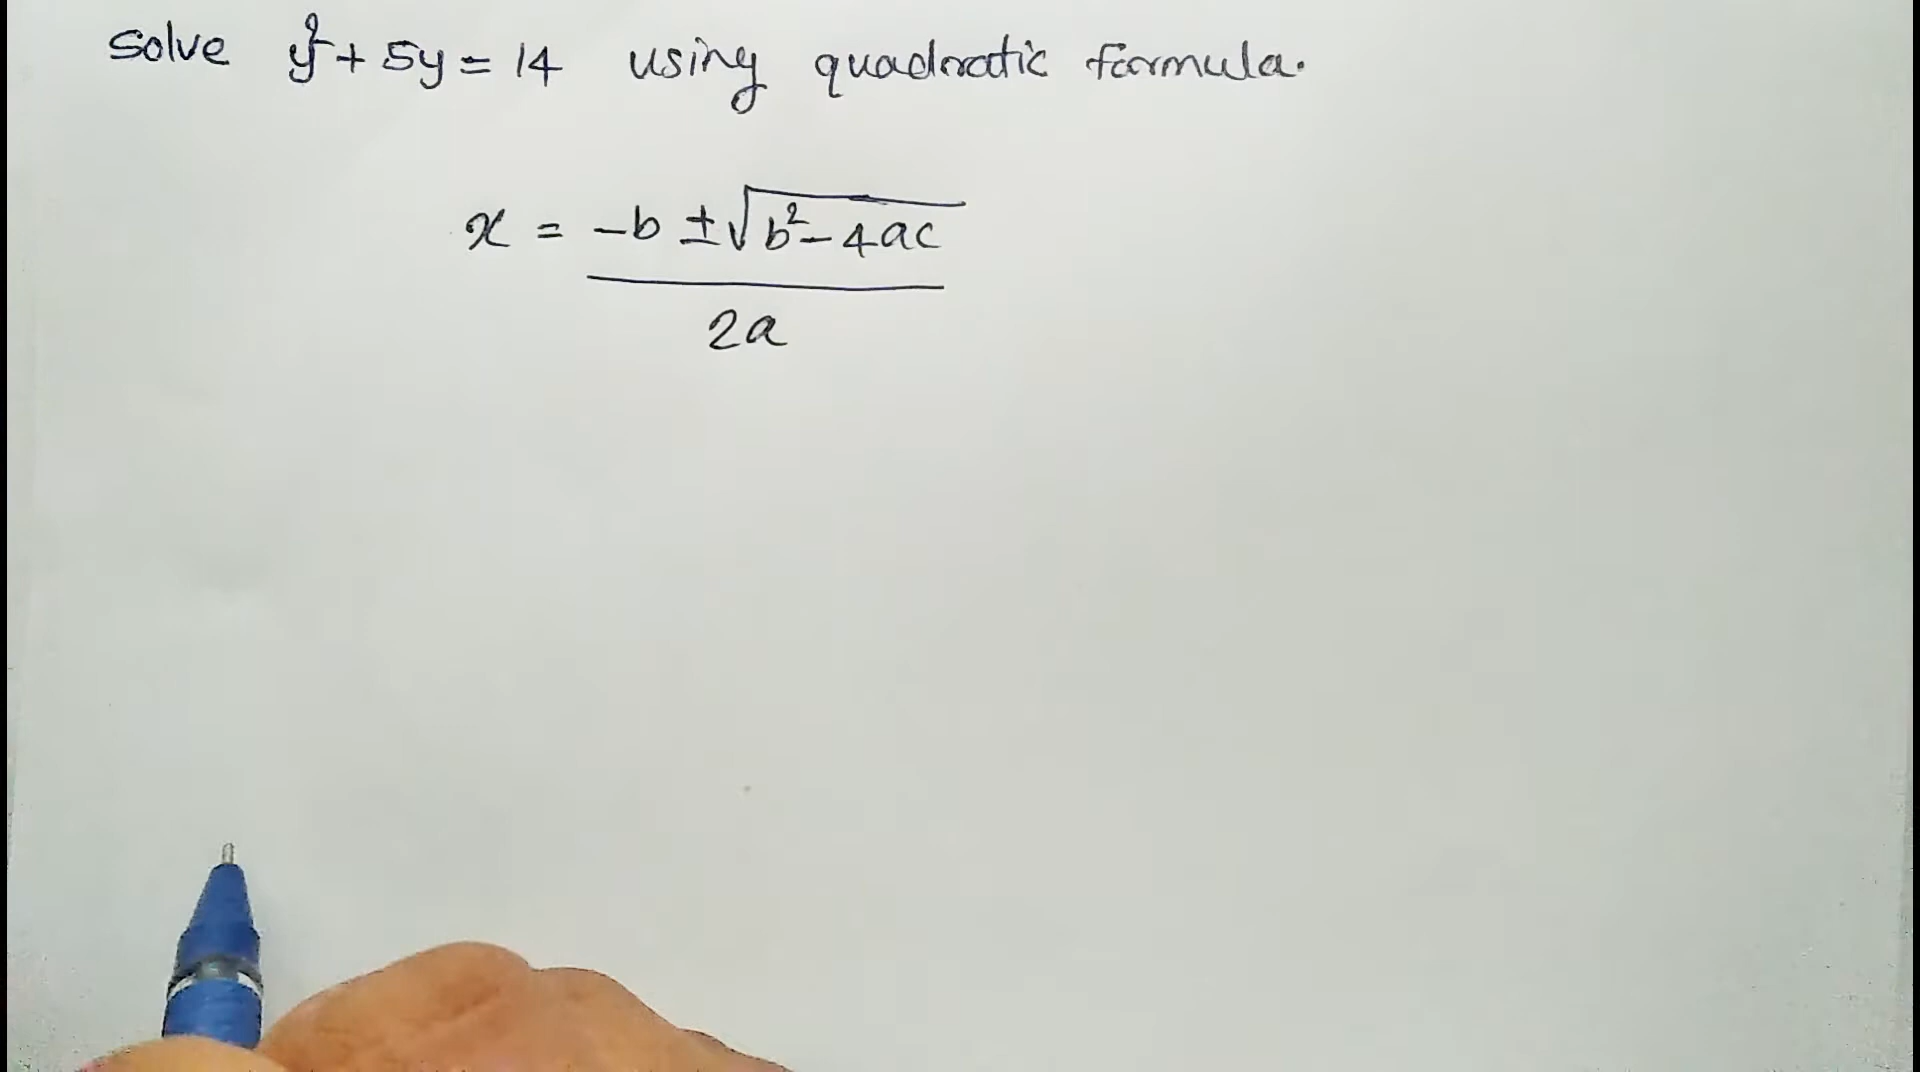 Solve y² + 5y = 14 using quadratic formula.
x = -b ± √b² - 4ac
2a